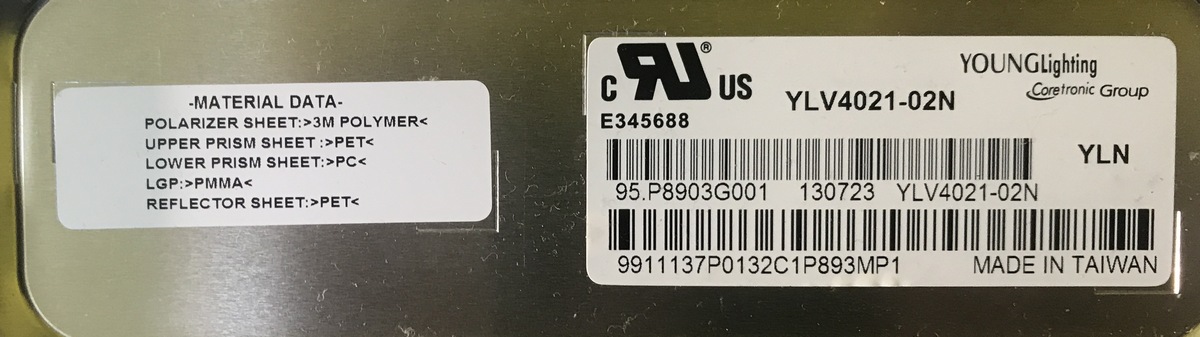 -MATERIAL DATA-
POLARIZER SHEET:>3M POLYMER<
UPPER PRISM SHEET :>PET<
LOWER PRISM SHEET:>PC<
LGP:>PMMA<
REFLECTOR SHEET:>PET<
C RU® US
E345688
YLV4021-02N
YOUNGLighting
Coretronic Group
YLN
95.P8903G001 130723 YLV4021-02N
9911137P0132C1P893MP1 MADE IN TAIWAN